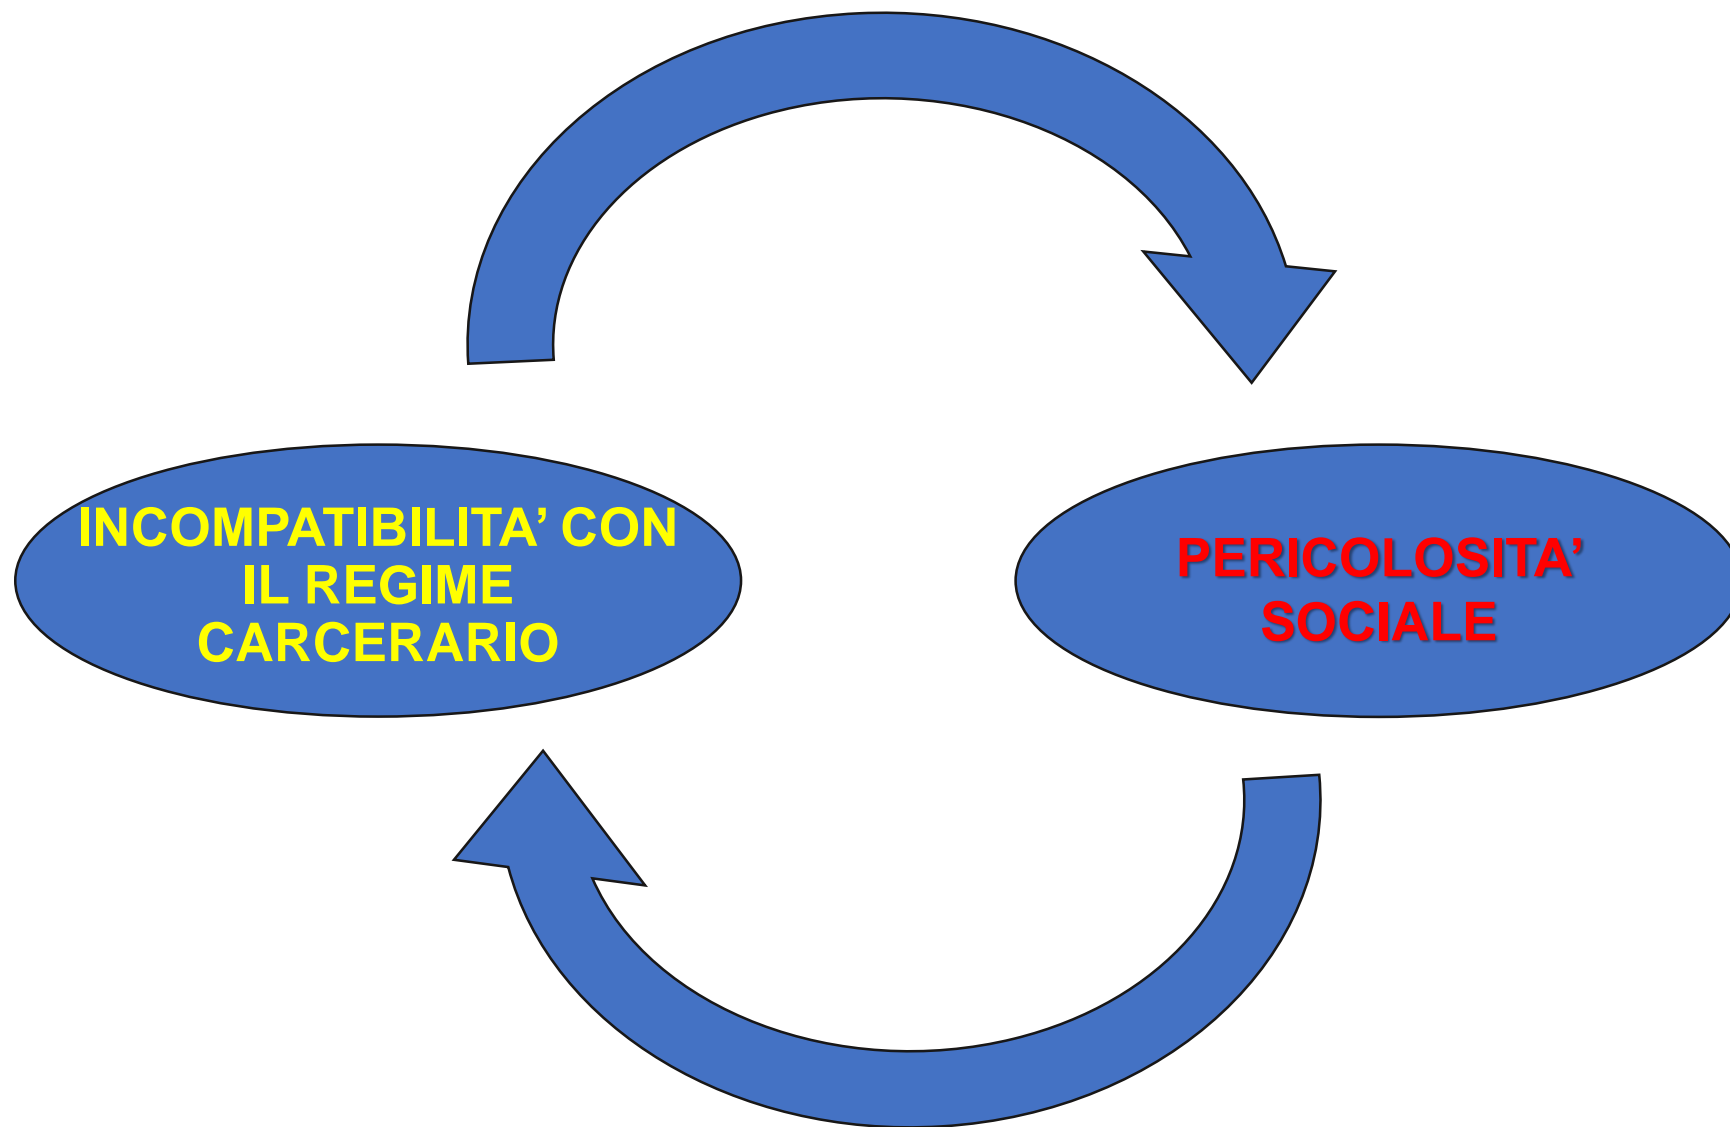 INCOMPATIBILITA’ CON
IL REGIME
CARCERARIO
PERICOLOSITA’
SOCIALE